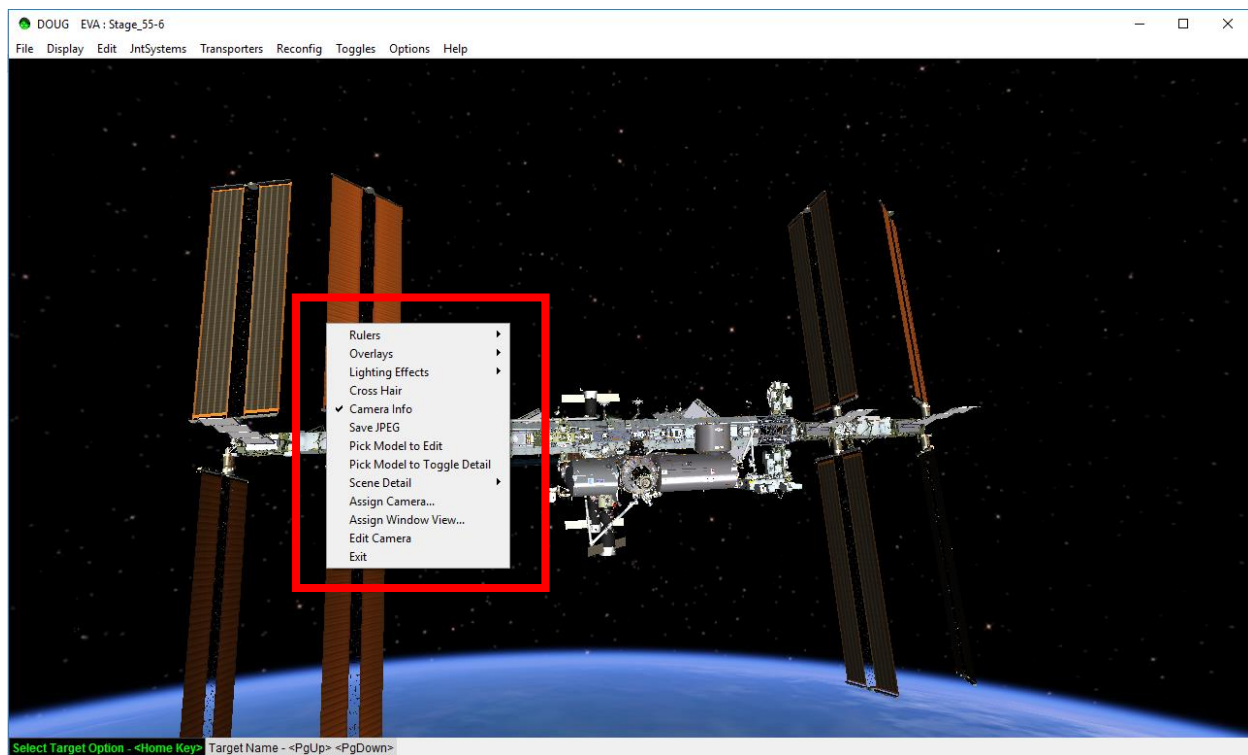 DOUG EVA : Stage_55-6
File Display Edit JntSystems Transporters Reconfig Toggles Options Help
Rulers
Overlays
Lighting Effects
Cross Hair
Camera Info
Save JPEG
Pick Model to Edit
Pick Model to Toggle Detail
Scene Detail
Assign Camera...
Assign Window View...
Edit Camera
Exit
Select Target Option - <Home Key> Target Name - <PgUp> <PgDown>